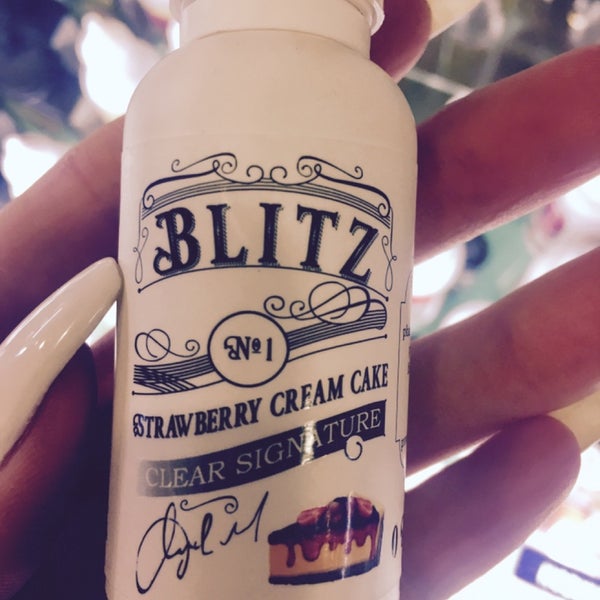 BLITZ
№1
STRAWBERRY CREAM CAKE
CLEAR SIGNATURE